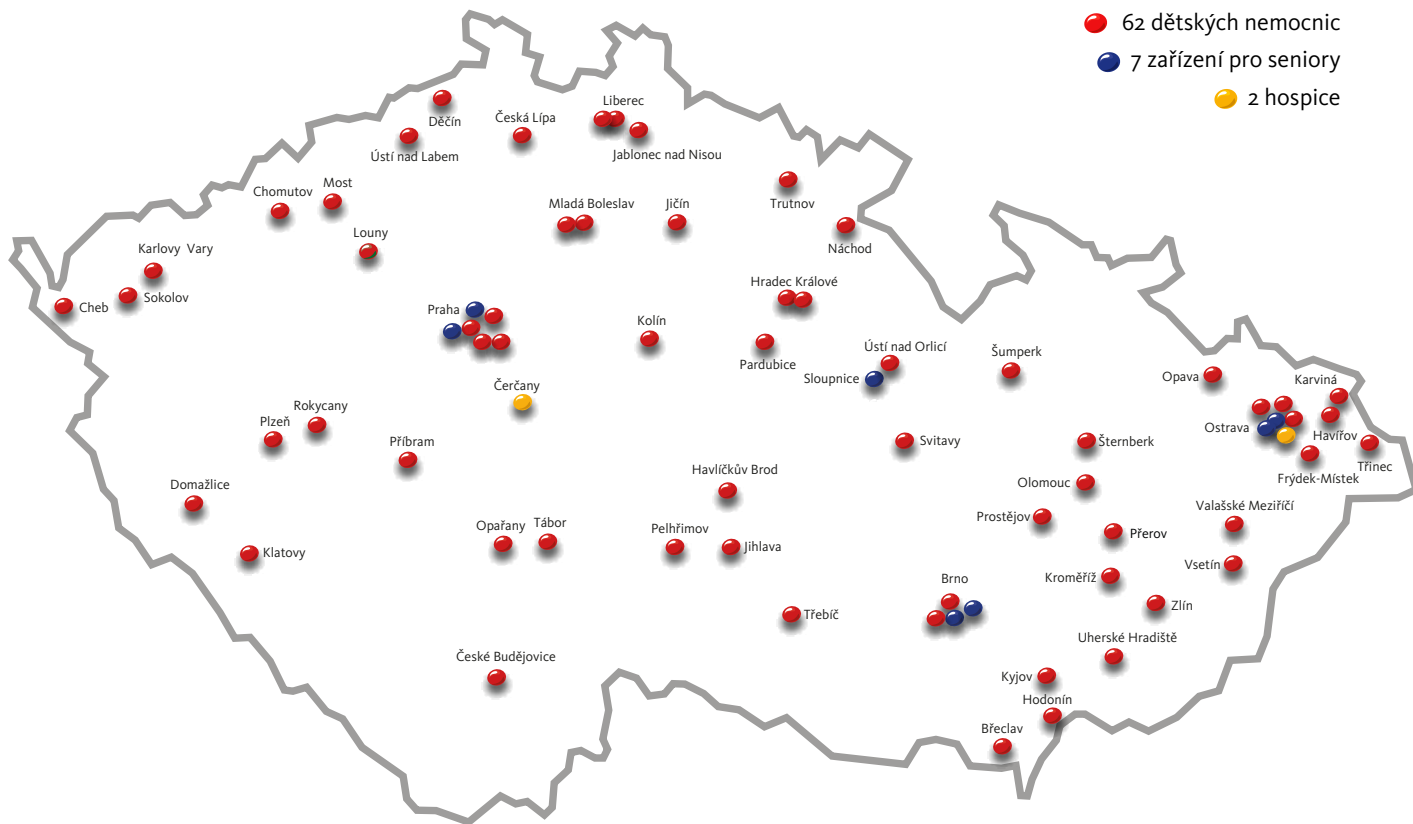 62 dětských nemocnic
7 zařízení pro seniory
2 hospice
Děčín
Ústí nad Labem
Česká Lípa
Liberec
Jablonec nad Nisou
Trutnov
Náchod
Chomutov
Most
Louny
Mladá Boleslav
Jičín
Karlovy Vary
Sokolov
Cheb
Praha
Kolín
Hradec Králové
Pardubice
Ústí nad Orlicí
Sloupnice
Šumperk
Opava
Karviná
Ostrava
Havířov
Třinec
Frýdek-Místek
Čerčany
Plzeň
Rokycany
Příbram
Svitavy
Šternberk
Domažlice
Klatovy
Havlíčkův Brod
Olomouc
Prostějov
Přerov
Valašské Meziříčí
Opařany
Tábor
Pelhřimov
Jihlava
Vsetín
Kroměříž
Zlín
Brno
Třebíč
Uherské Hradiště
České Budějovice
Kyjov
Hodonín
Břeclav